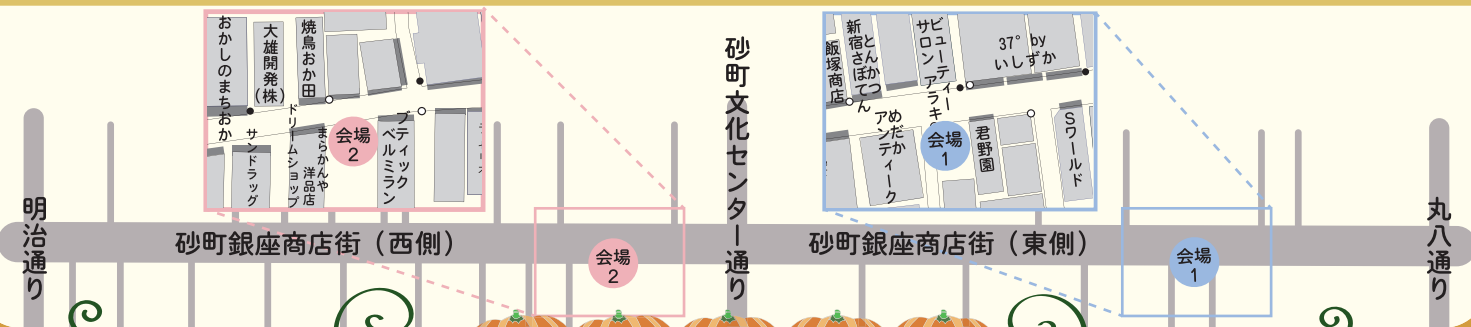 おかしのまちおか
大雄開発(株)
焼鳥おか田
サンドラッグ
ドリームショップ
まらかんや
洋品店
会場
2
ブティック
ベルミラン
砂町文化センター通り
飯塚商店
新宿さぼてん
とんかつ
サロン
ビューティー
アラキ
37° by
いしずか
めだか
アンティーク
会場
1
君野園
Sワールド
明治通り
砂町銀座商店街（西側）
会場
2
砂町銀座商店街（東側）
会場
1
丸八通り